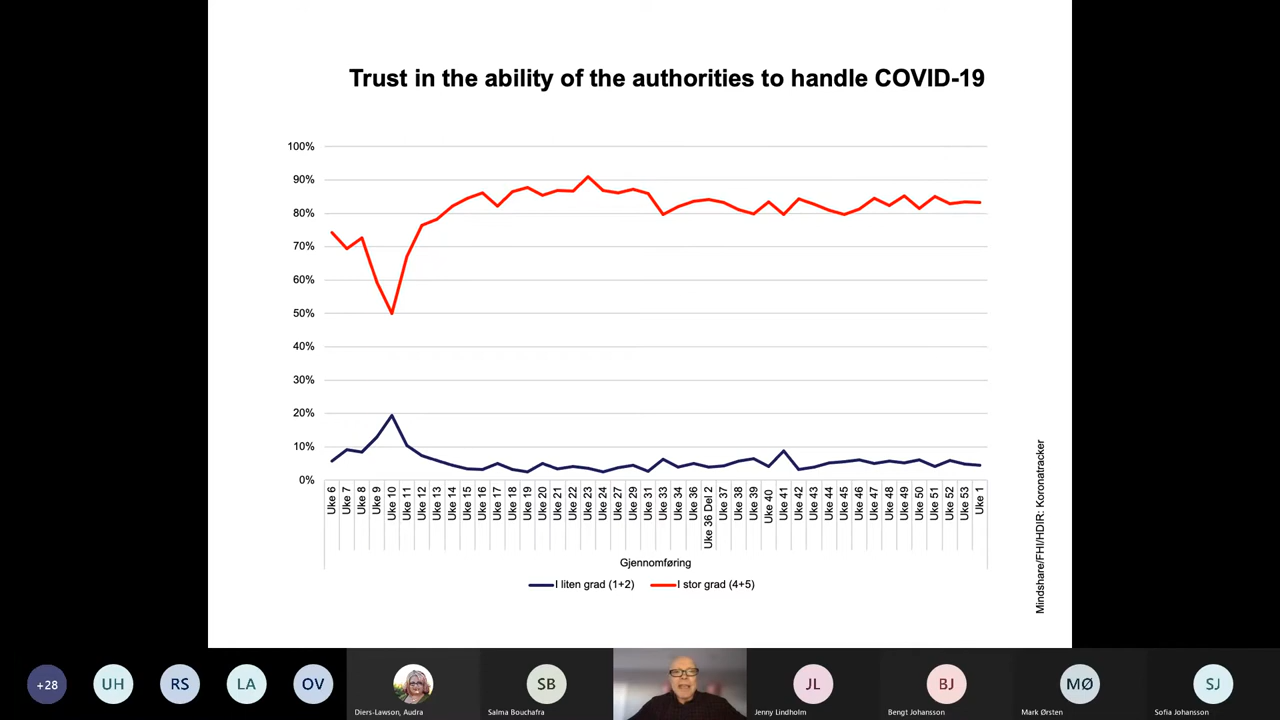 Trust in the ability of the authorities to handle COVID-19
100%
90%
80%
70%
60%
50%
40%
30%
20%
10%
0%
Uke 6
Uke 7
Uke 8
Uke 9
Uke 10
Uke 11
Uke 12
Uke 13
Uke 14
Uke 15
Uke 16
Uke 17
Uke 18
Uke 19
Uke 20
Uke 21
Uke 22
Uke 23
Uke 24
Uke 27
Uke 29
Uke 31
Uke 33
Uke 34
Uke 36
Uke 36 Del 2
Uke 37
Uke 38
Uke 39
Uke 40
Uke 41
Uke 42
Uke 43
Uke 44
Uke 45
Uke 46
Uke 47
Uke 48
Uke 49
Uke 50
Uke 51
Uke 52
Uke 53
Uke 1
Gjennomføring
I liten grad (1+2)
I stor grad (4+5)
Mindshare/FHI/HDIR: Koronatracker
+28
UH
RS
LA
OV
Diers-Lawson, Audra
SB
Salma Bouchafra
JL
Jenny Lindholm
BJ
Bengt Johansson
MØ
Mark Ørsten
SJ
Sofia Johansson